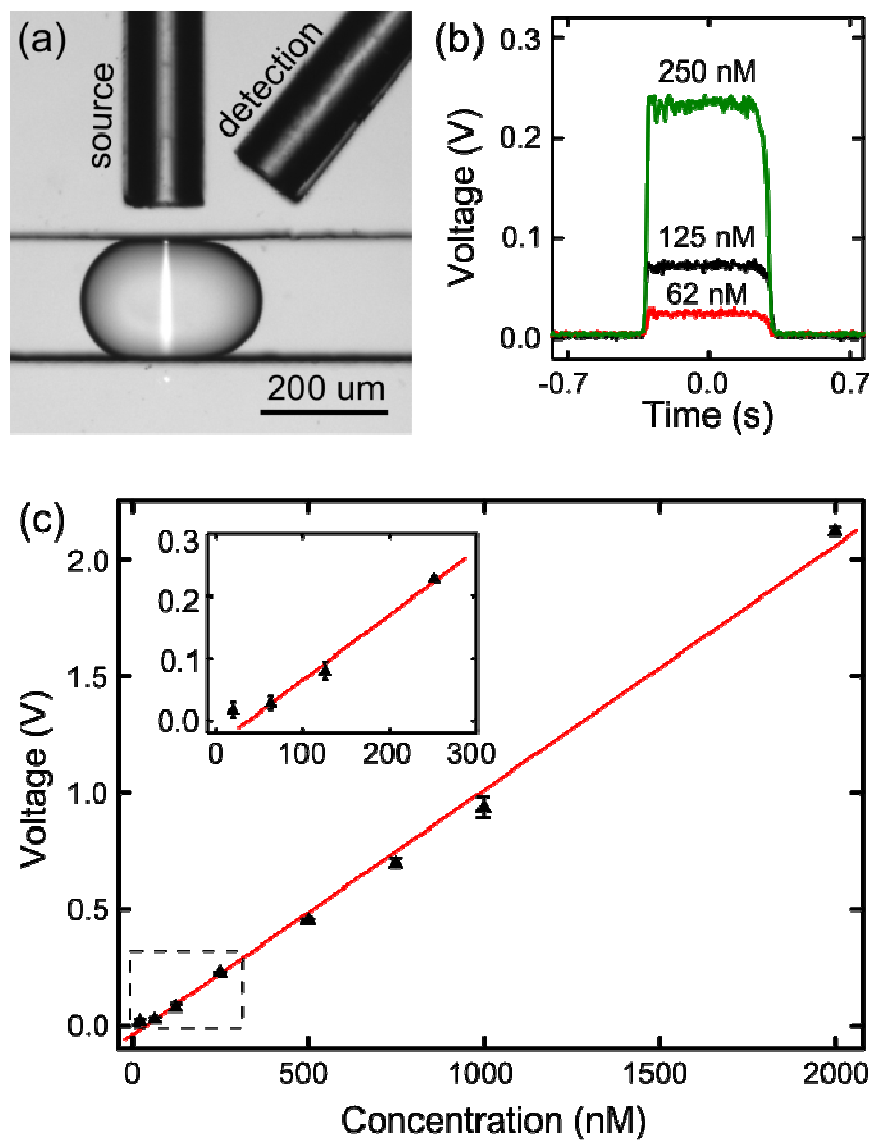 (a)
source
detection
200 um
(b)
0.3
0.2
0.1
0.0
Voltage (V)
250 nM
125 nM
62 nM
-0.7 0.0 0.7
Time (s)
(c)
2.0
1.5
1.0
0.5
0.0
Voltage (V)
0.3
0.2
0.1
0.0
0 100 200 300
0 500 1000 1500 2000
Concentration (nM)